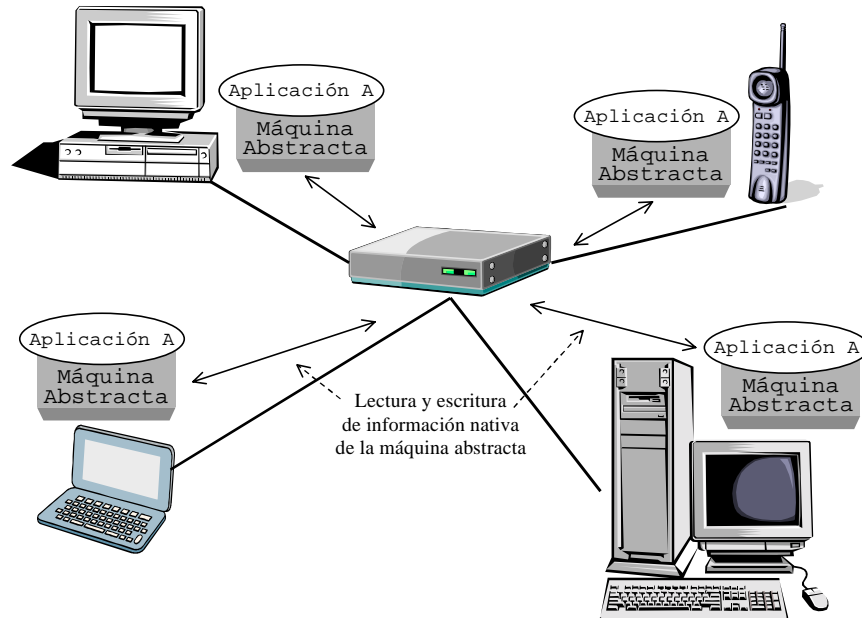 Aplicación A
Máquina
Abstracta
Aplicación A
Máquina
Abstracta
Aplicación A
Máquina
Abstracta
Aplicación A
Máquina
Abstracta
Lectura y escritura
de información nativa
de la máquina abstracta